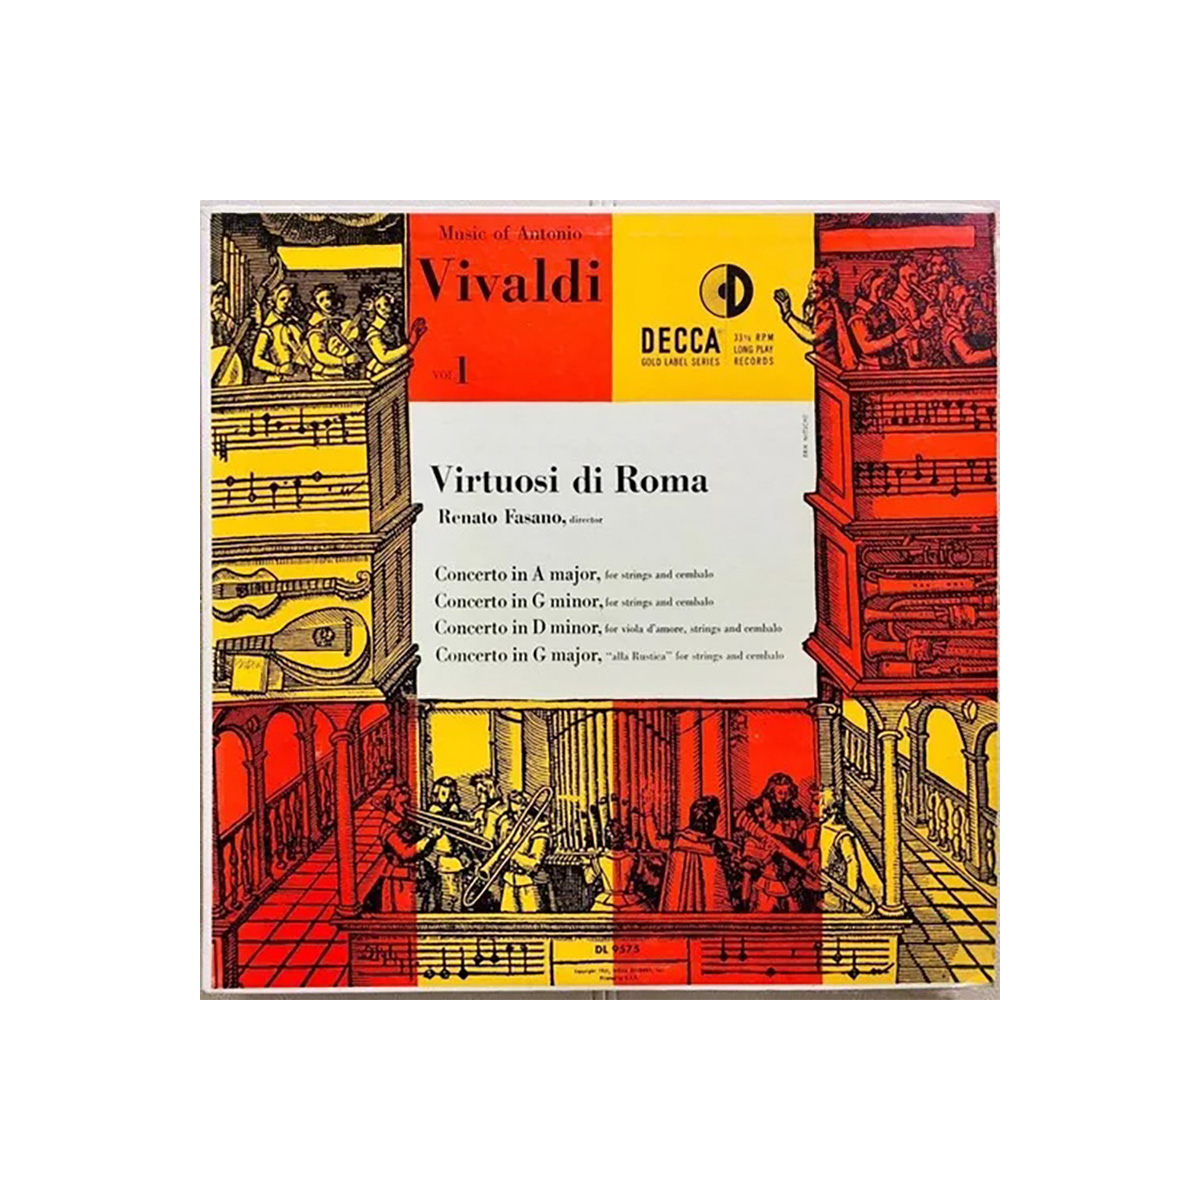 Music of Antonio
Vivaldi
vol. 1
DECCA
GOLD LABEL SERIES
33⅓ RPM
LONG PLAY
RECORDS
ERIK NITSCHE
Virtuosi di Roma
Renato Fasano, director
Concerto in A major, for strings and cembalo
Concerto in G minor, for strings and cembalo
Concerto in D minor, for viola d'amore, strings and cembalo
Concerto in G major, "alla Rustica" for strings and cembalo
DL 9575